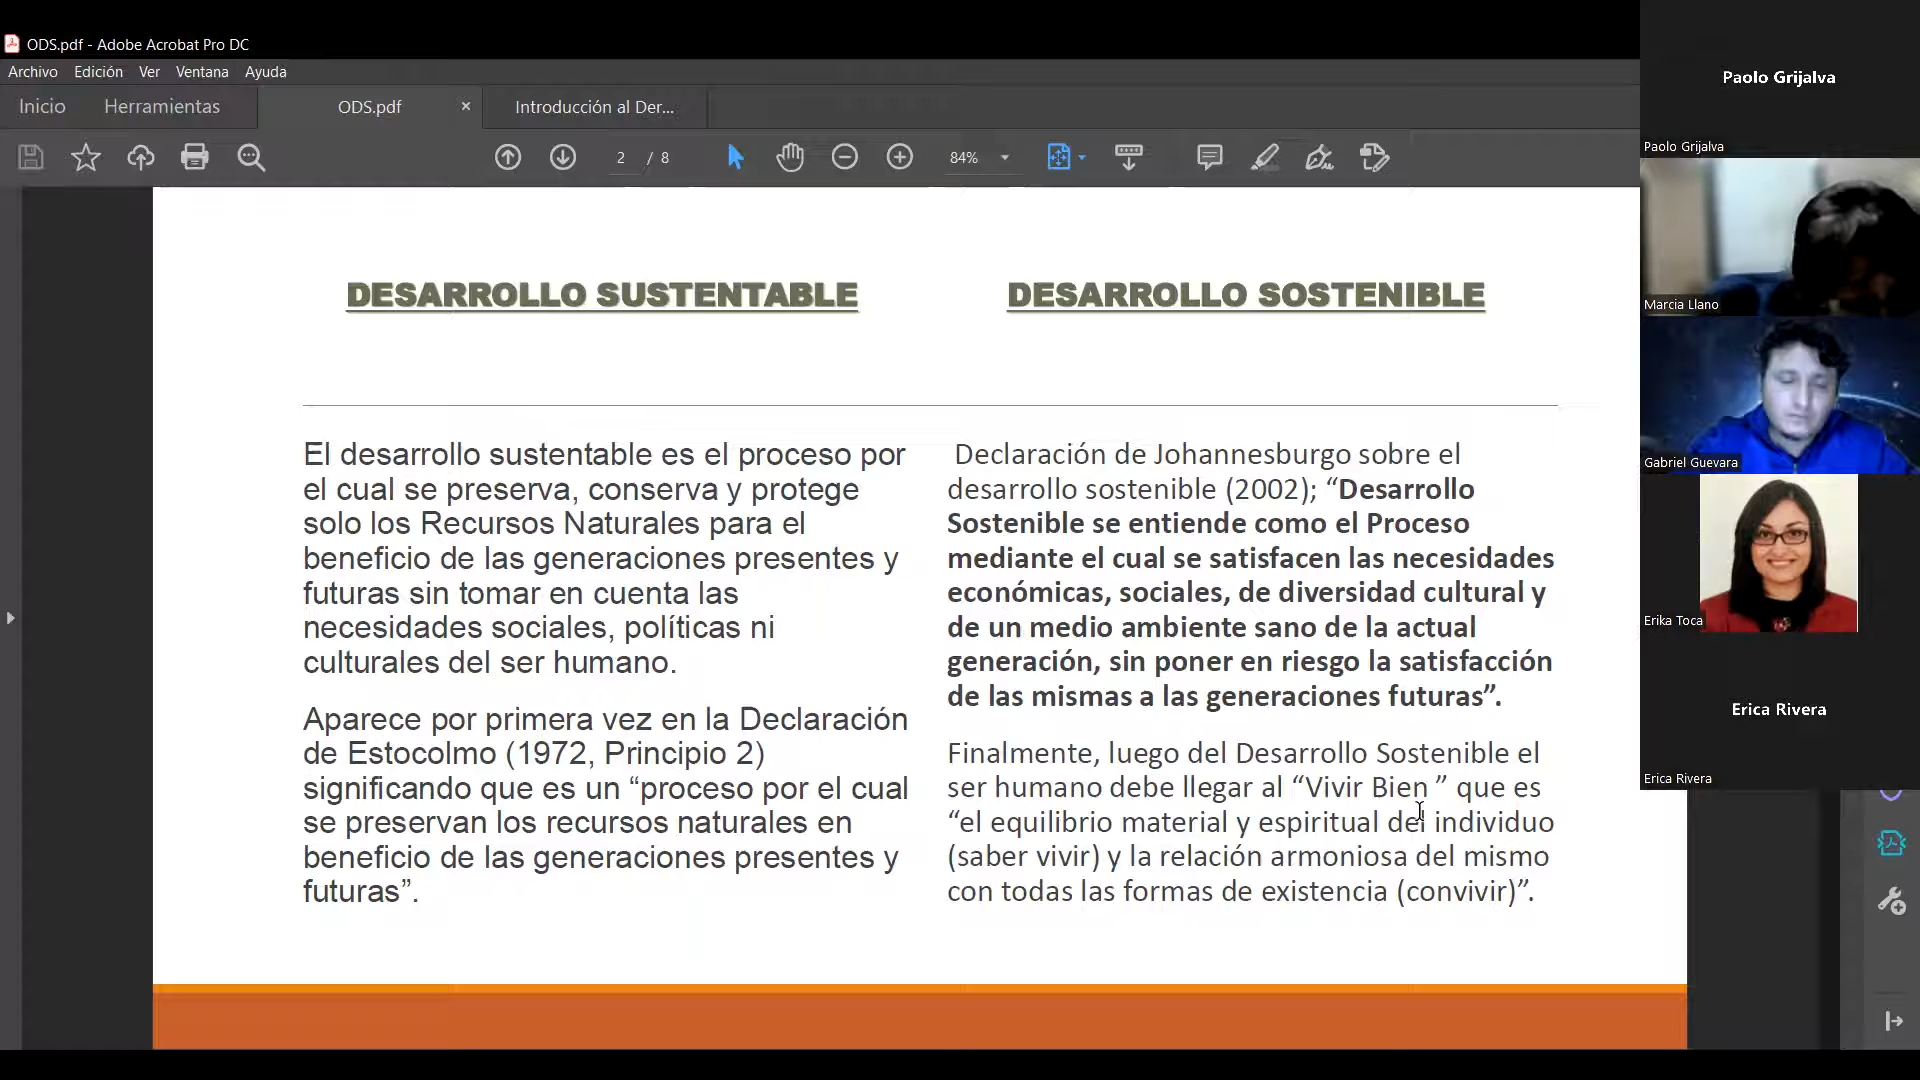 ODS.pdf - Adobe Acrobat Pro DC
Archivo Edición Ver Ventana Ayuda
Inicio Herramientas ODS.pdf × Introducción al Der...
2 / 8 84%
DESARROLLO SUSTENTABLE
El desarrollo sustentable es el proceso por
el cual se preserva, conserva y protege
solo los Recursos Naturales para el
beneficio de las generaciones presentes y
futuras sin tomar en cuenta las
necesidades sociales, políticas ni
culturales del ser humano.
Aparece por primera vez en la Declaración
de Estocolmo (1972, Principio 2)
significando que es un “proceso por el cual
se preservan los recursos naturales en
beneficio de las generaciones presentes y
futuras”.
DESARROLLO SOSTENIBLE
Declaración de Johannesburgo sobre el
desarrollo sostenible (2002); “Desarrollo
Sostenible se entiende como el Proceso
mediante el cual se satisfacen las necesidades
económicas, sociales, de diversidad cultural y
de un medio ambiente sano de la actual
generación, sin poner en riesgo la satisfacción
de las mismas a las generaciones futuras”.
Finalmente, luego del Desarrollo Sostenible el
ser humano debe llegar al “Vivir Bien ” que es
“el equilibrio material y espiritual del individuo
(saber vivir) y la relación armoniosa del mismo
con todas las formas de existencia (convivir)”.
Paolo Grijalva
Paolo Grijalva
Marcia Llano
Gabriel Guevara
Erika Toca
Erica Rivera
Erica Rivera